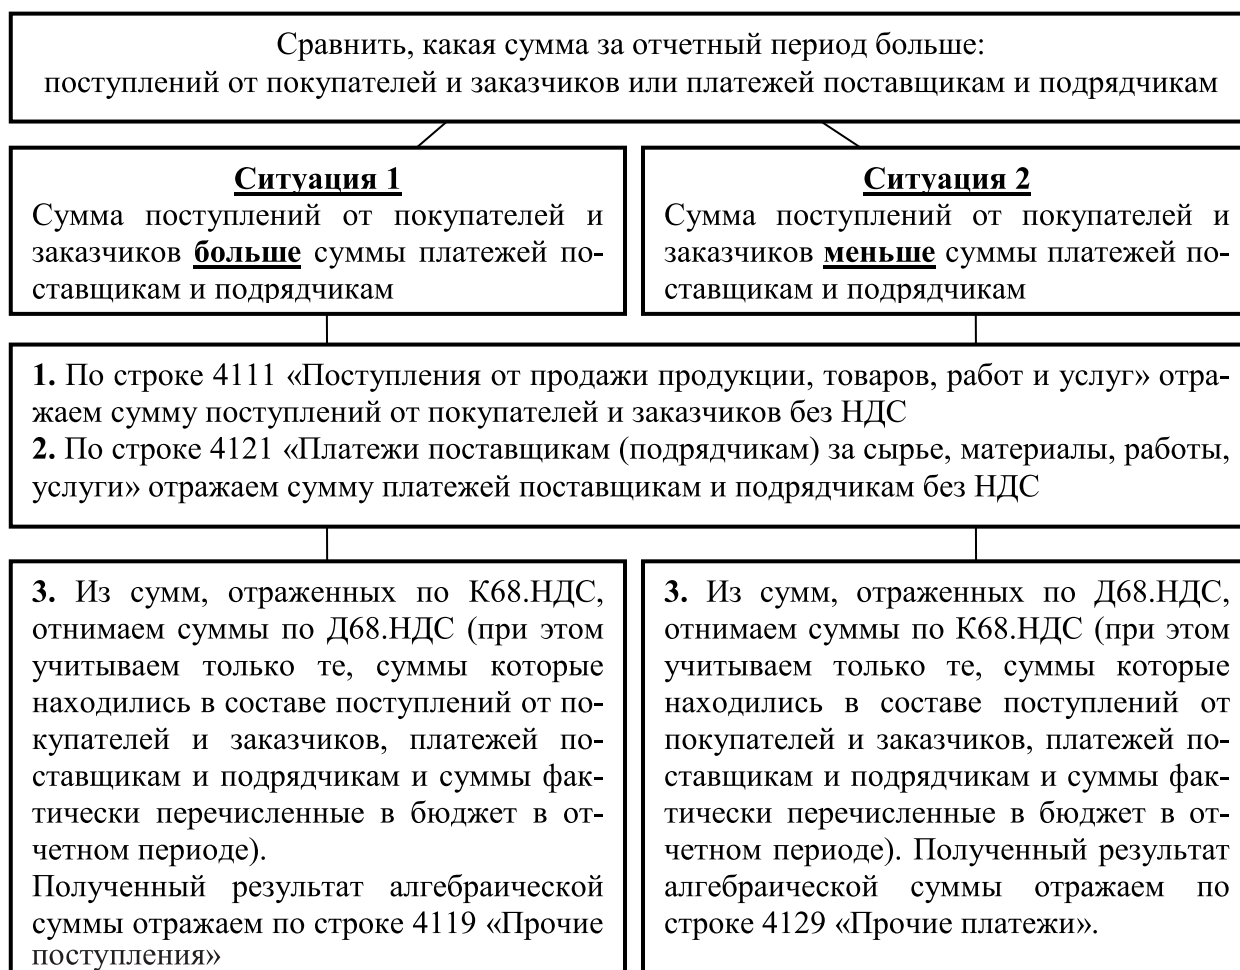 Сравнить, какая сумма за отчетный период больше:
поступлений от покупателей и заказчиков или платежей поставщикам и подрядчикам
Ситуация 1
Сумма поступлений от покупателей и
заказчиков больше суммы платежей по-
ставщикам и подрядчикам
Ситуация 2
Сумма поступлений от покупателей и
заказчиков меньше суммы платежей по-
ставщикам и подрядчикам
1. По строке 4111 «Поступления от продажи продукции, товаров, работ и услуг» отра-
жаем сумму поступлений от покупателей и заказчиков без НДС
2. По строке 4121 «Платежи поставщикам (подрядчикам) за сырье, материалы, работы,
услуги» отражаем сумму платежей поставщикам и подрядчикам без НДС
3. Из сумм, отраженных по К68.НДС,
отнимаем суммы по Д68.НДС (при этом
учитываем только те, суммы которые
находились в составе поступлений от по-
купателей и заказчиков, платежей по-
ставщикам и подрядчикам и суммы фак-
тически перечисленные в бюджет в от-
четном периоде).
Полученный результат алгебраической
суммы отражаем по строке 4119 «Прочие
поступления»
3. Из сумм, отраженных по Д68.НДС,
отнимаем суммы по К68.НДС (при этом
учитываем только те, суммы которые
находились в составе поступлений от
покупателей и заказчиков, платежей по-
ставщикам и подрядчикам и суммы фак-
тически перечисленные в бюджет в от-
четном периоде). Полученный результат
алгебраической суммы отражаем по
строке 4129 «Прочие платежи».